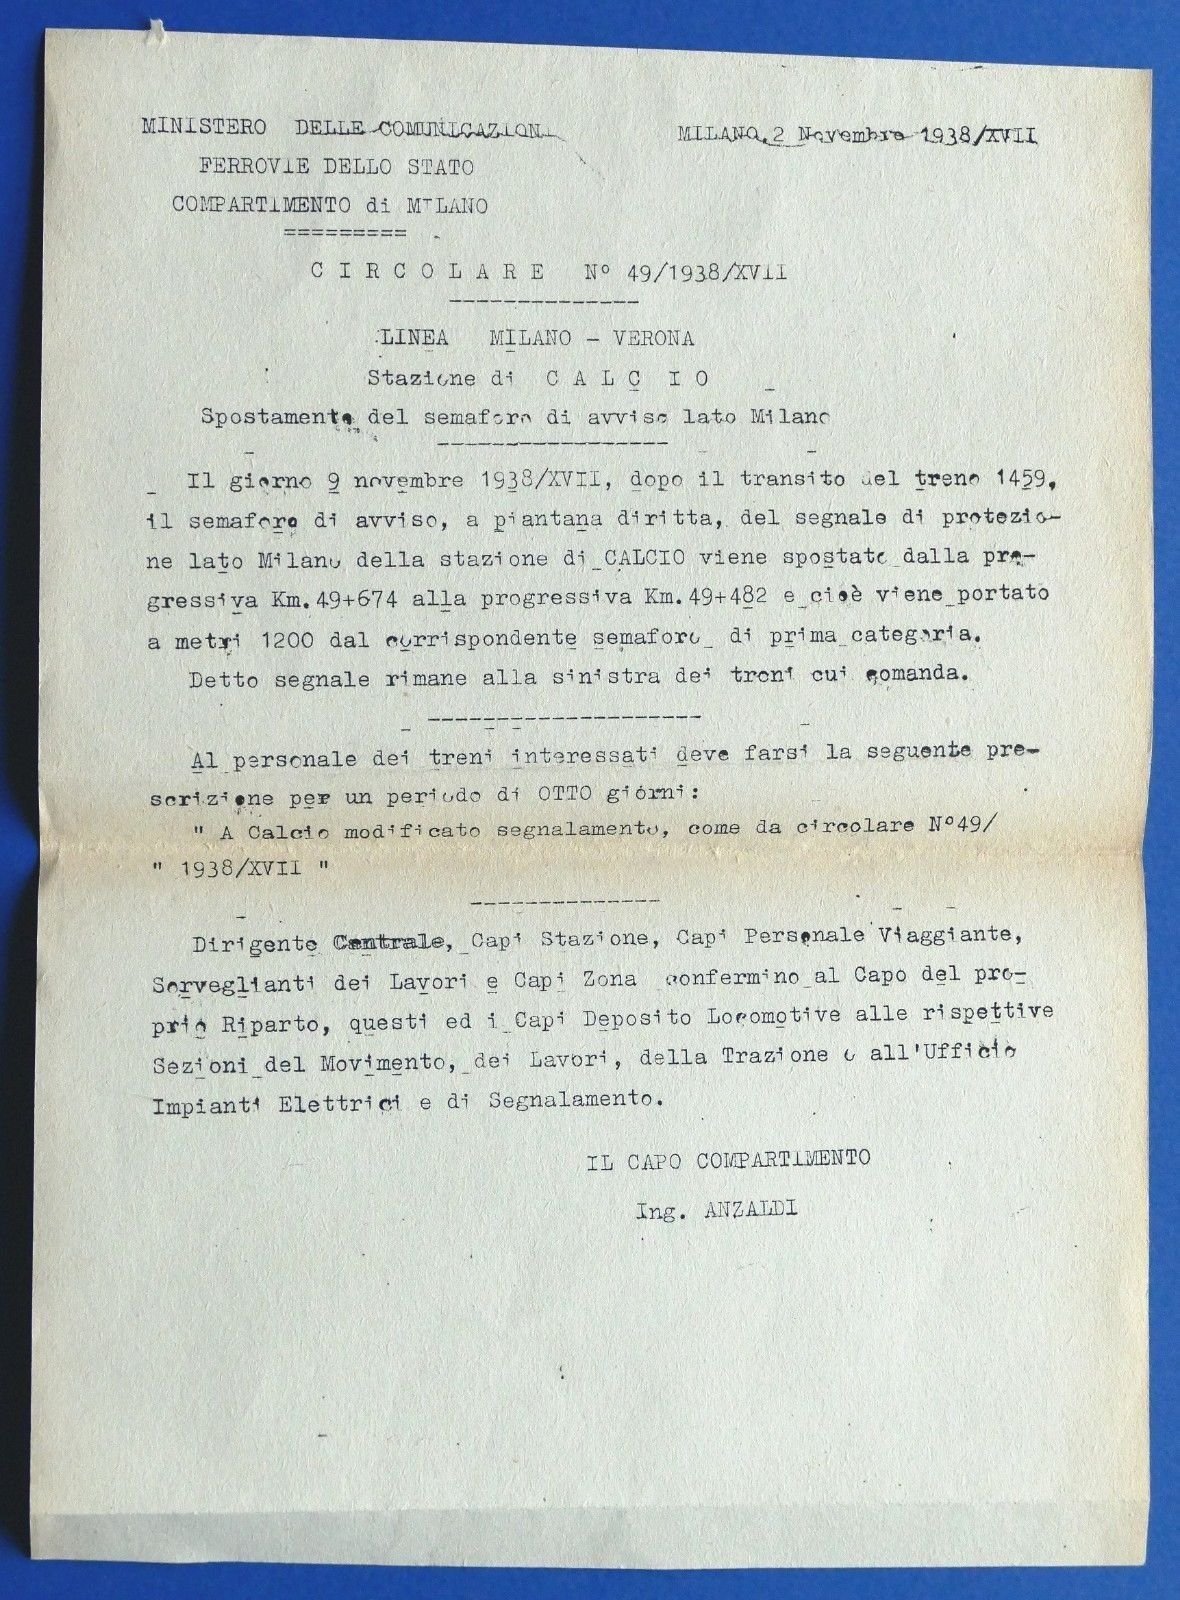 MINISTERO DELLE COMUNICAZIONI
MILANO, 2 Novembre 1938/XVII
FERROVIE DELLO STATO
COMPARTIMENTO di MILANO
=========
C I R C O L A R E N° 49/1938/XVII
--------------
LINEA MILANO - VERONA
Stazione di C A L C I O
Spostamento del semaforo di avviso lato Milano
-----------------
Il giorno 9 novembre 1938/XVII, dopo il transito del treno 1459,
il semaforo di avviso, a piantana diritta, del segnale di protezio-
ne lato Milano della stazione di CALCIO viene spostato dalla pro-
gressiva Km.49+674 alla progressiva Km.49+482 e cioè viene portato
a metri 1200 dal corrispondente semaforo di prima categoria.
Detto segnale rimane alla sinistra dei treni cui comanda.
--------------------
Al personale dei treni interessati deve farsi la seguente pre-
scrizione per un periodo di OTTO giorni:
" A Calcio modificato segnalamento, come da circolare N°49/
" 1938/XVII "
--------------
Dirigente Centrale, Capi Stazione, Capi Personale Viaggiante,
Sorveglianti dei Lavori e Capi Zona confermino al Capo del pro-
prio Riparto, questi ed i Capi Deposito Locomotive alle rispettive
Sezioni del Movimento, dei Lavori, della Trazione o all'Ufficio
Impianti Elettrici e di Segnalamento.
IL CAPO COMPARTIMENTO
Ing. ANZALDI